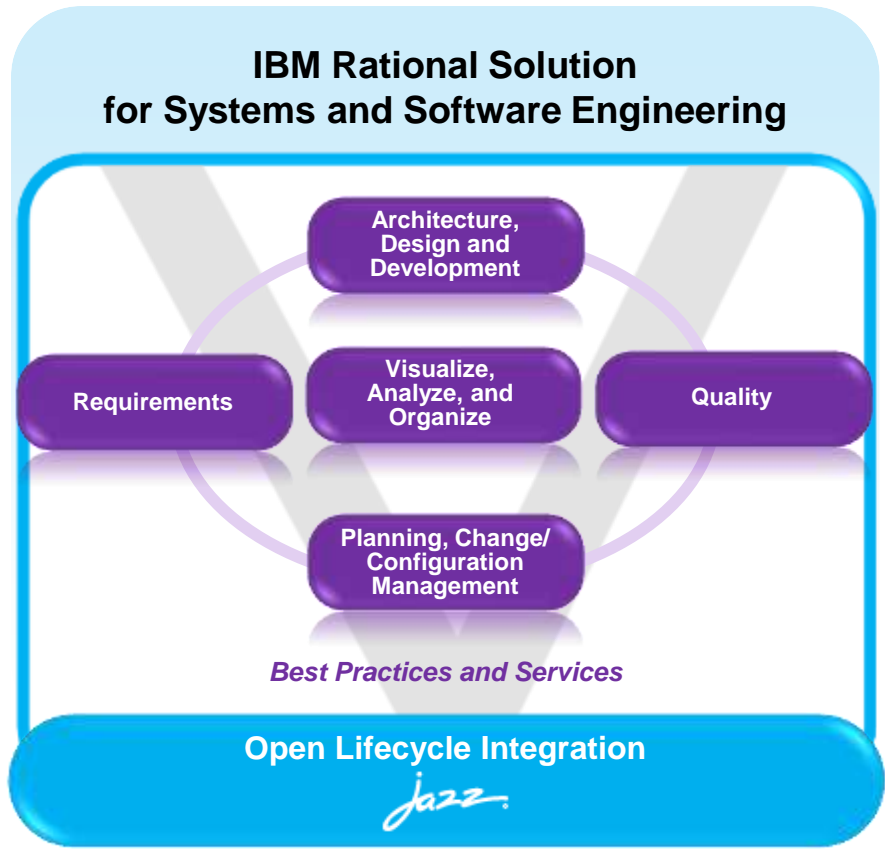 IBM Rational Solution
for Systems and Software Engineering
Architecture,
Design and
Development
Requirements
Visualize,
Analyze, and
Organize
Quality
Planning, Change/
Configuration
Management
Best Practices and Services
Open Lifecycle Integration
jazz